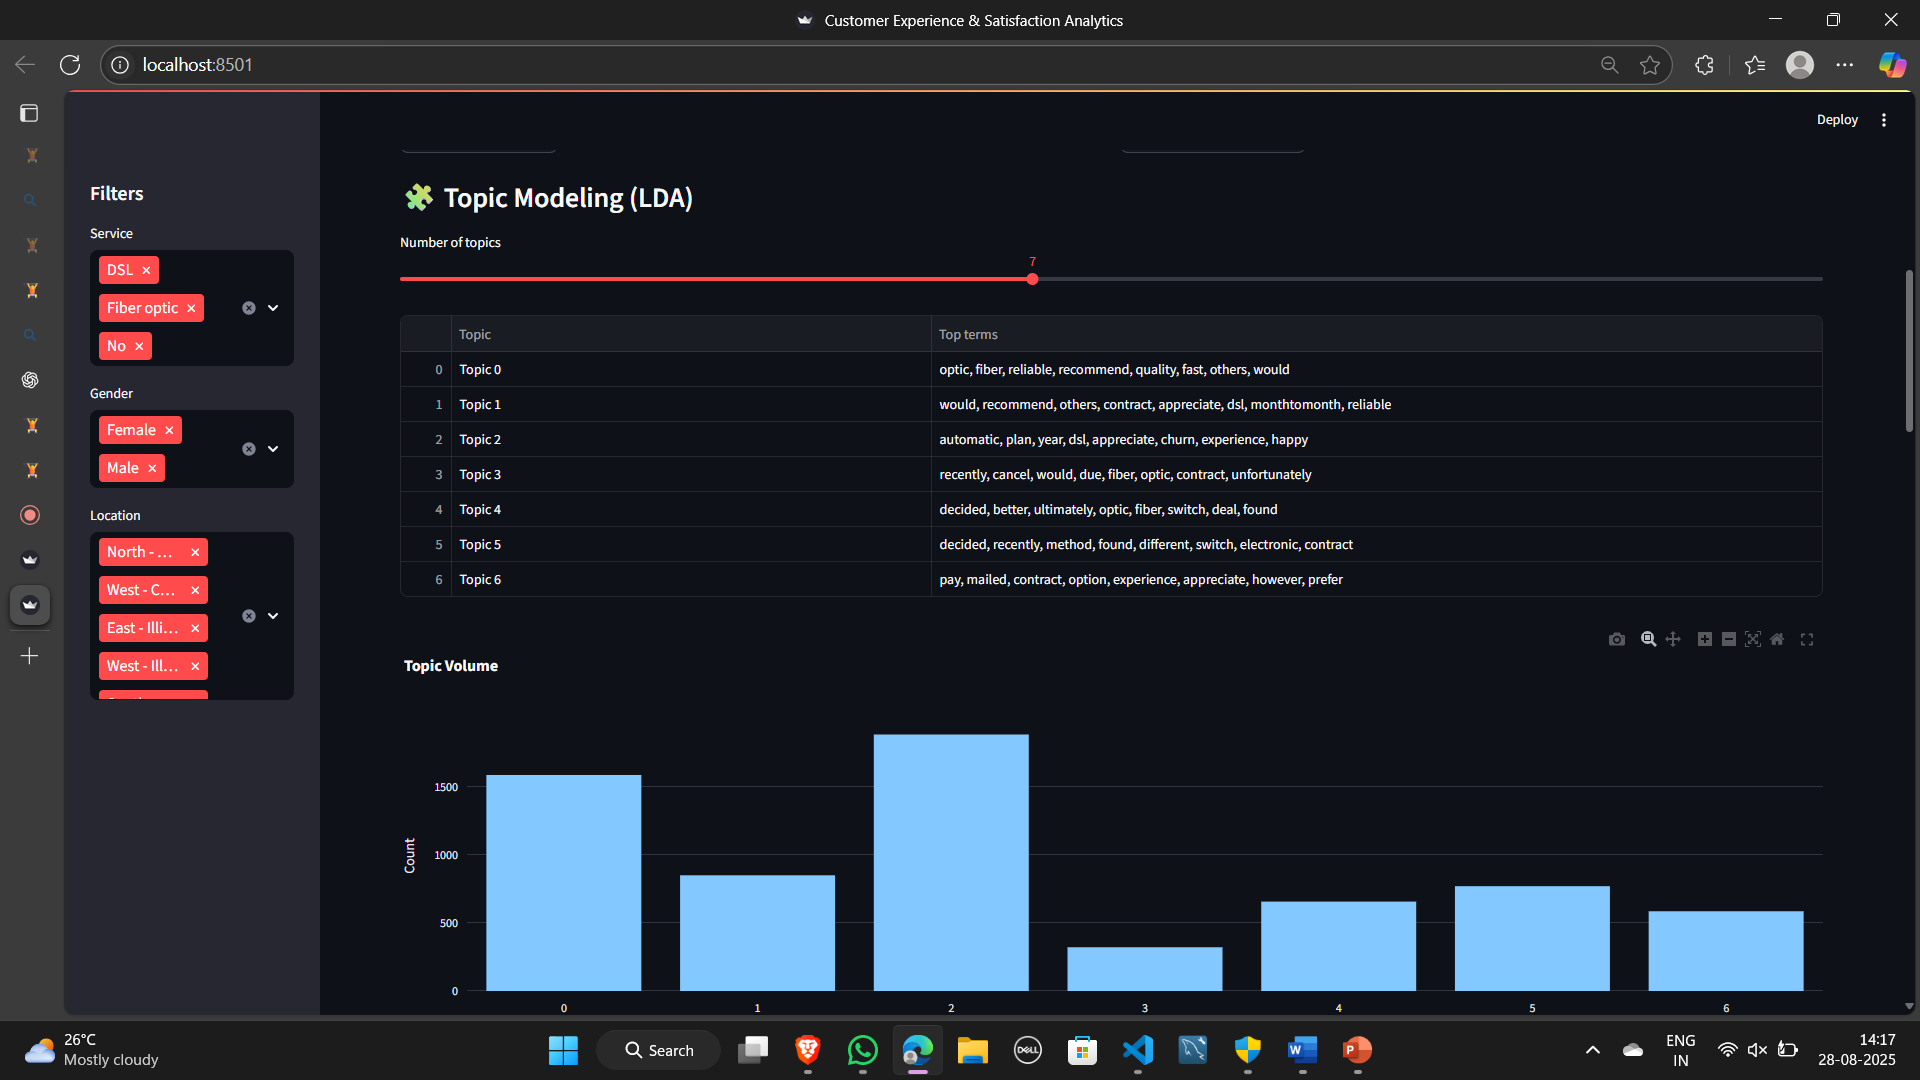 Customer Experience & Satisfaction Analytics
localhost:8501
Deploy
Filters
Service
DSL
Fiber optic
No
Gender
Female
Male
Location
North - ...
West - C...
East - Illi...
West - Ill...
Topic Modeling (LDA)
Number of topics
7
Topic Top terms
0 Topic 0 optic, fiber, reliable, recommend, quality, fast, others, would
1 Topic 1 would, recommend, others, contract, appreciate, dsl, monthtomonth, reliable
2 Topic 2 automatic, plan, year, dsl, appreciate, churn, experience, happy
3 Topic 3 recently, cancel, would, due, fiber, optic, contract, unfortunately
4 Topic 4 decided, better, ultimately, optic, fiber, switch, deal, found
5 Topic 5 decided, recently, method, found, different, switch, electronic, contract
6 Topic 6 pay, mailed, contract, option, experience, appreciate, however, prefer
Topic Volume
Count
1500
1000
500
0
0 1 2 3 4 5 6
26°C
Mostly cloudy
Search
DELL
W
P
ENG
IN
14:17
28-08-2025